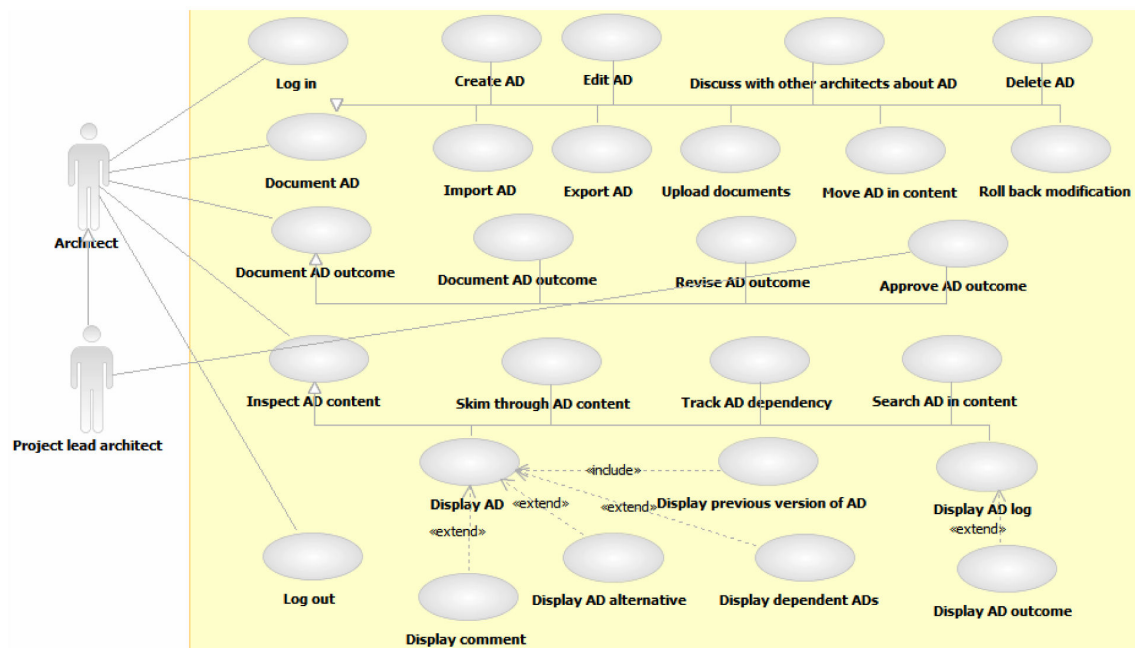 Log in
Create AD
Edit AD
Discuss with other architects about AD
Delete AD
Document AD
Import AD
Export AD
Upload documents
Move AD in content
Roll back modification
Architect
Document AD outcome
Document AD outcome
Revise AD outcome
Approve AD outcome
Project lead architect
Inspect AD content
Skim through AD content
Track AD dependency
Search AD in content
«include»
Display AD
«extend»
«extend»
Display previous version of AD
Display AD log
«extend»
«extend»
Log out
Display AD alternative
Display dependent ADs
Display AD outcome
Display comment